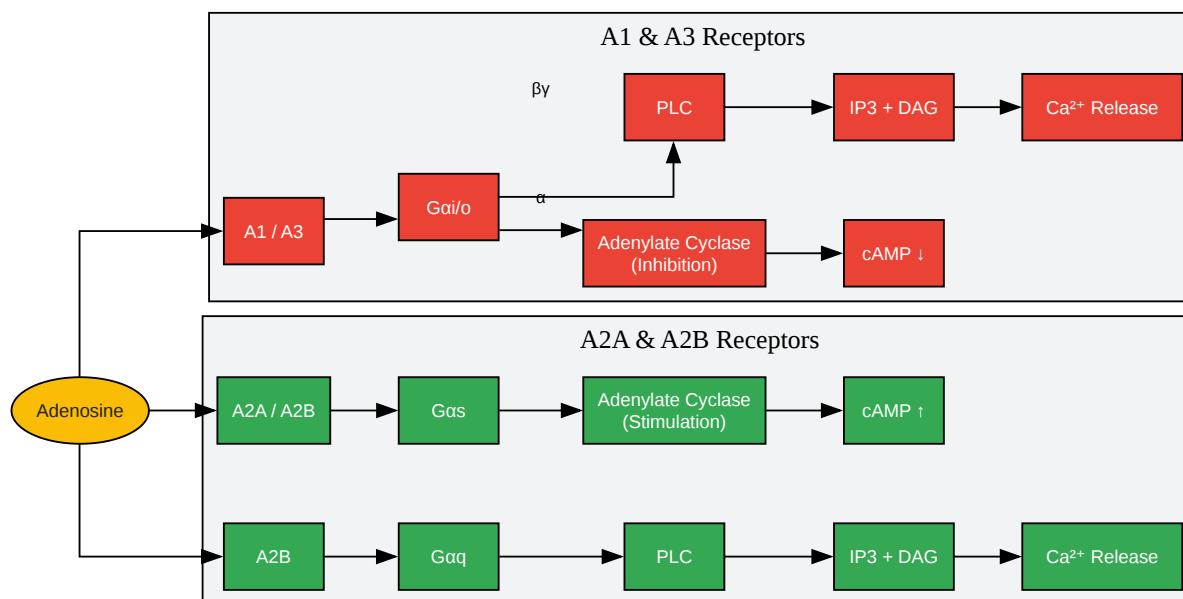 A1 & A3 Receptors
βγ
PLC
IP3 + DAG
Ca²⁺ Release
α
A1 / A3
Gαi/o
Adenylate Cyclase
(Inhibition)
cAMP ↓
A2A & A2B Receptors
Adenosine
A2A / A2B
Gαs
Adenylate Cyclase
(Stimulation)
cAMP ↑
A2B
Gαq
PLC
IP3 + DAG
Ca²⁺ Release